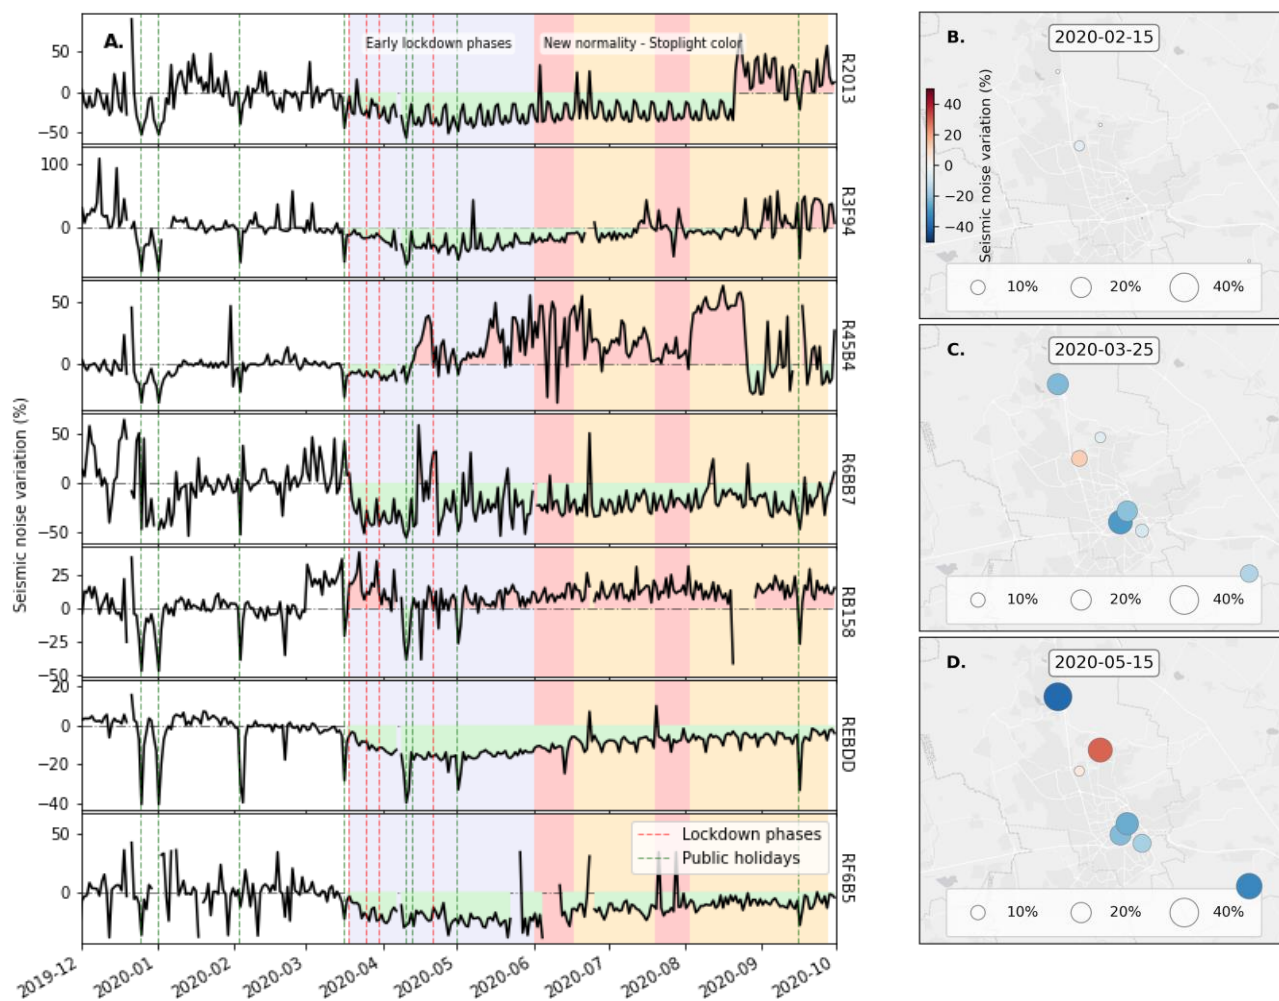 A.
Early lockdown phases
New normality - Stoplight color
50
0
−50
R2013
100
0
R3F94
50
0
R45B4
50
0
−50
R6BB7
25
0
−25
−50
RB158
20
0
−20
−40
REBDD
50
0
RF6B5
Lockdown phases
Public holidays
Seismic noise variation (%)
2019-12
2020-01
2020-02
2020-03
2020-04
2020-05
2020-06
2020-07
2020-08
2020-09
2020-10
B.
2020-02-15
40
20
0
−20
−40
Seismic noise variation (%)
10%
20%
40%
C.
2020-03-25
10%
20%
40%
D.
2020-05-15
10%
20%
40%